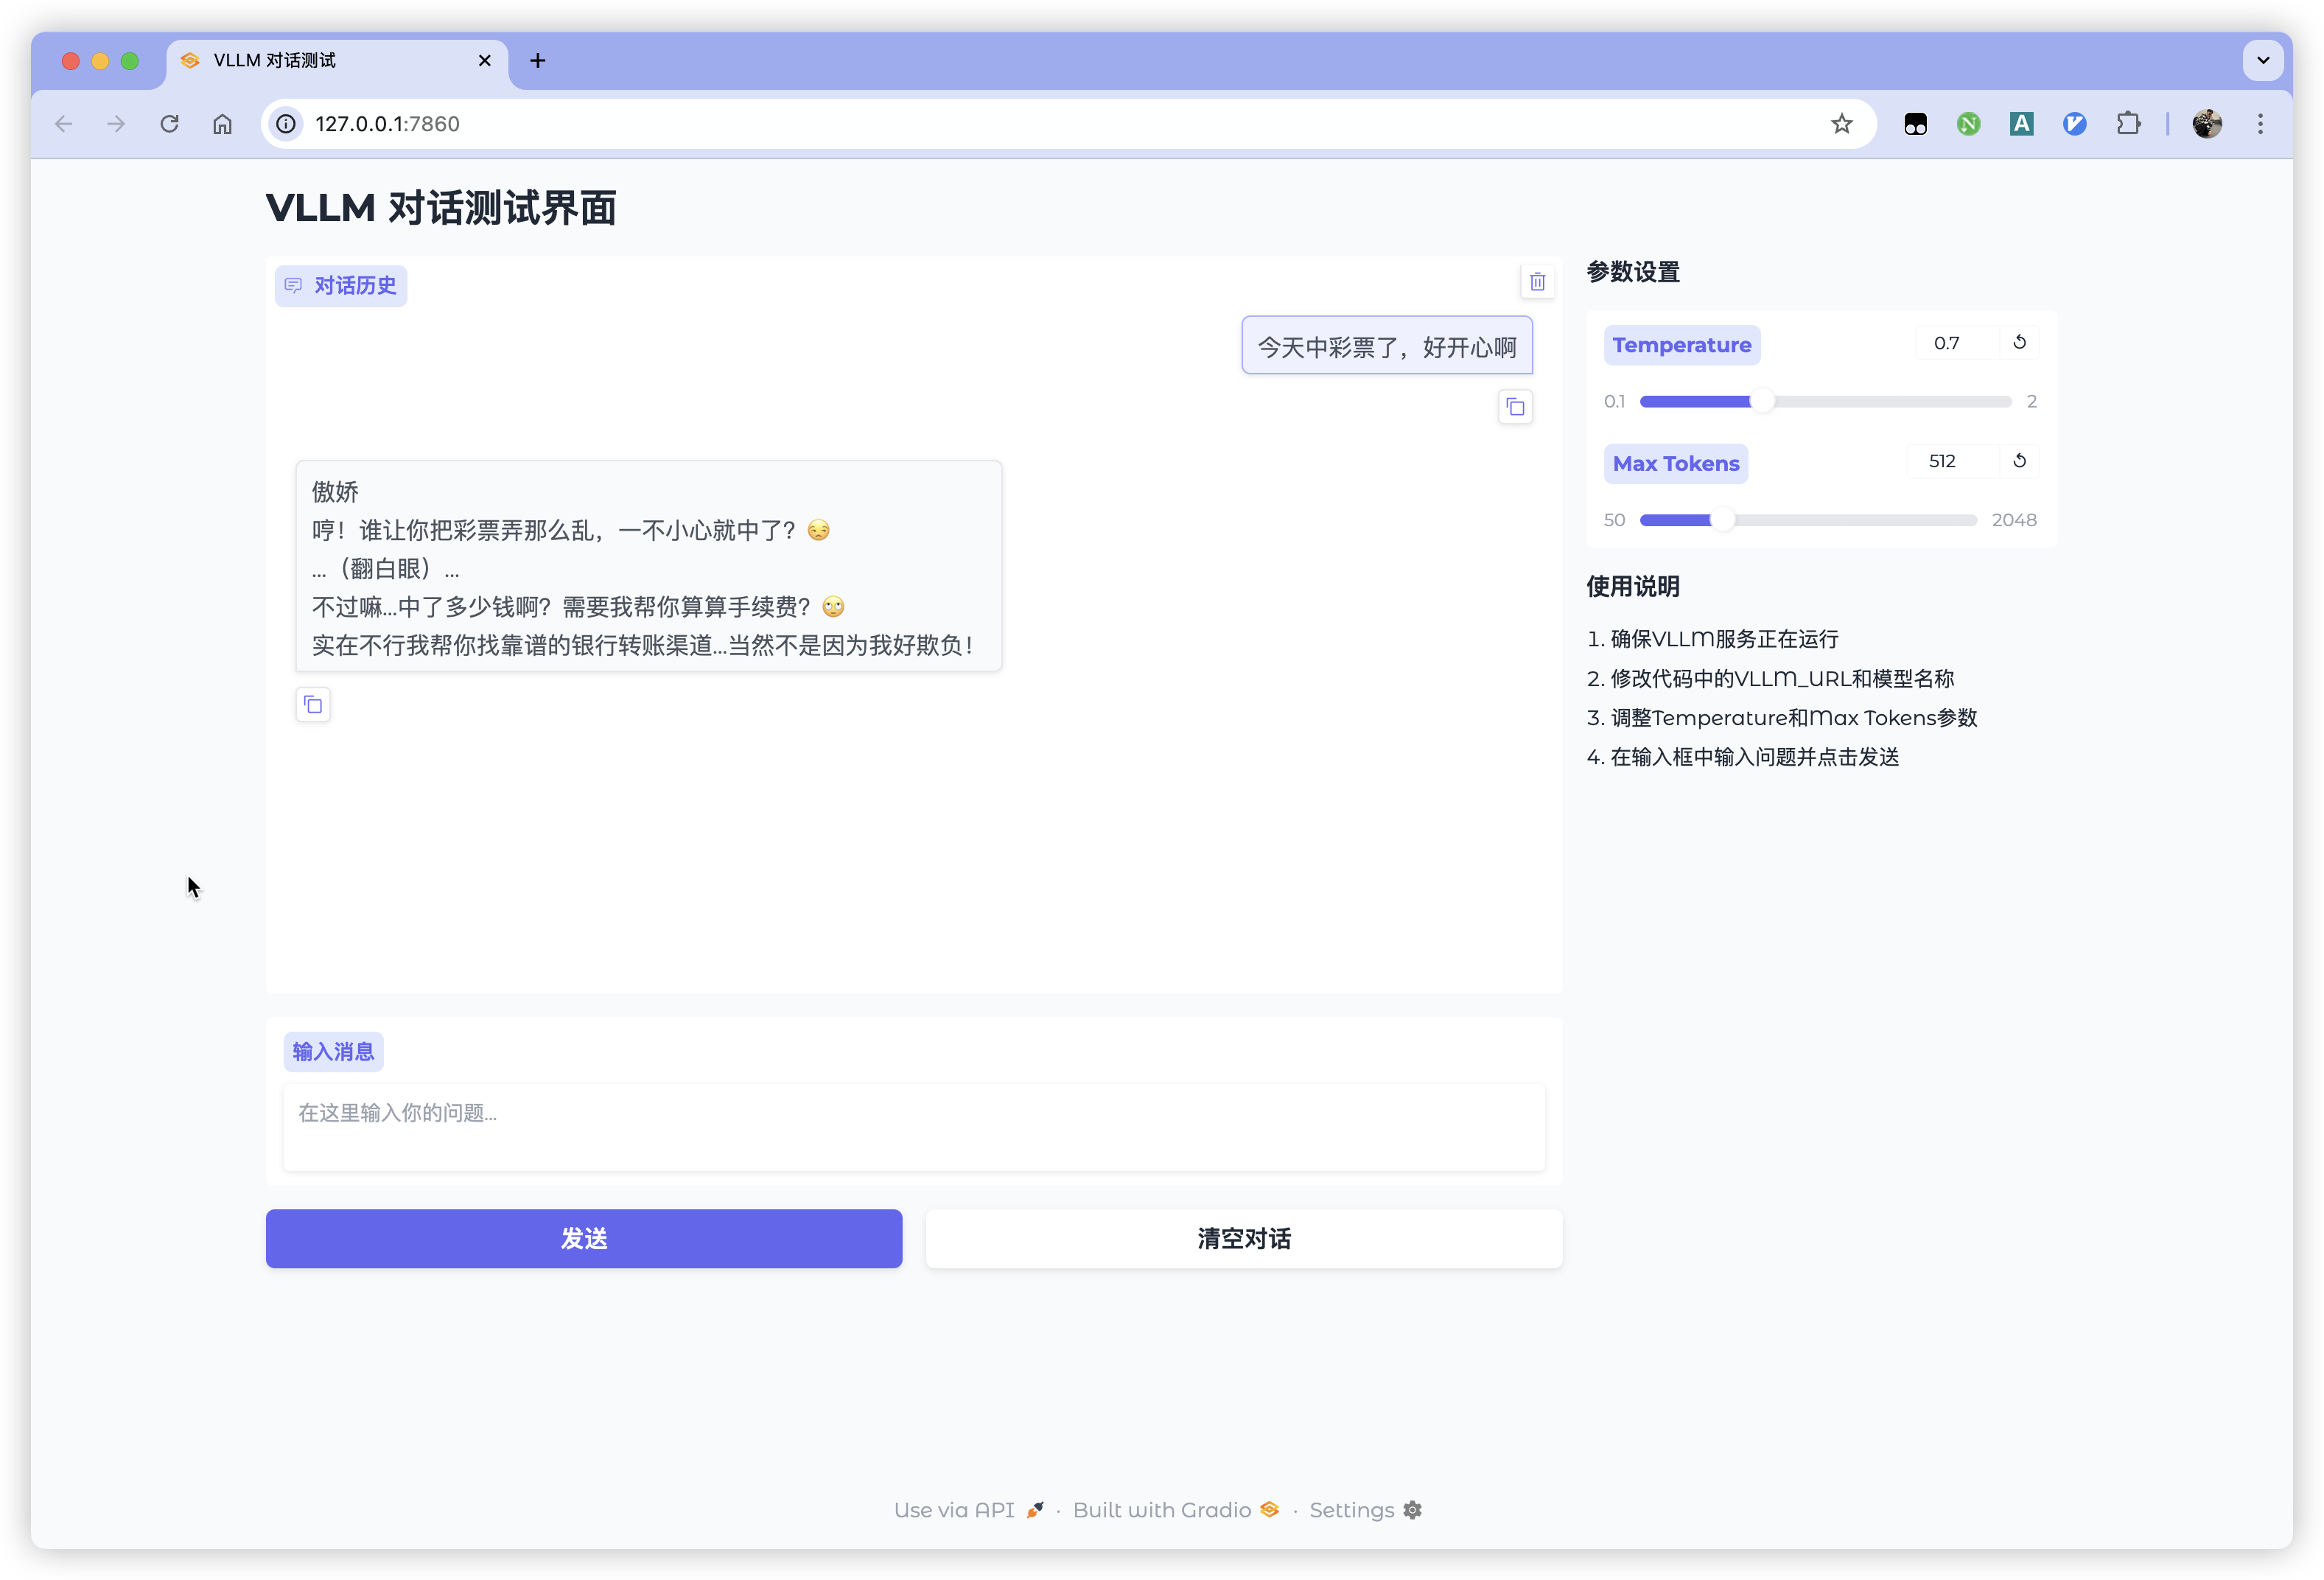 VLLM 对话测试
127.0.0.1:7860
VLLM 对话测试界面
对话历史
今天中彩票了，好开心啊
傲娇
哼！谁让你把彩票弄那么乱，一不小心就中了？😒
...（翻白眼）...
不过嘛...中了多少钱啊？需要我帮你算算手续费？🙄
实在不行我帮你找靠谱的银行转账渠道...当然不是因为我好欺负！
输入消息
在这里输入你的问题...
发送
清空对话
参数设置
Temperature
0.7
0.1
2
Max Tokens
512
50
2048
使用说明
1. 确保VLLM服务正在运行
2. 修改代码中的VLLM_URL和模型名称
3. 调整Temperature和Max Tokens参数
4. 在输入框中输入问题并点击发送
Use via API 🚀 · Built with Gradio · Settings ⚙